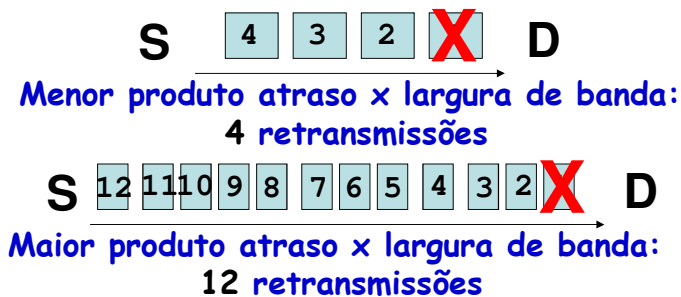 S 4 3 2 X D
Menor produto atraso x largura de banda:
4 retransmissões
S 12 11 10 9 8 7 6 5 4 3 2 X D
Maior produto atraso x largura de banda:
12 retransmissões